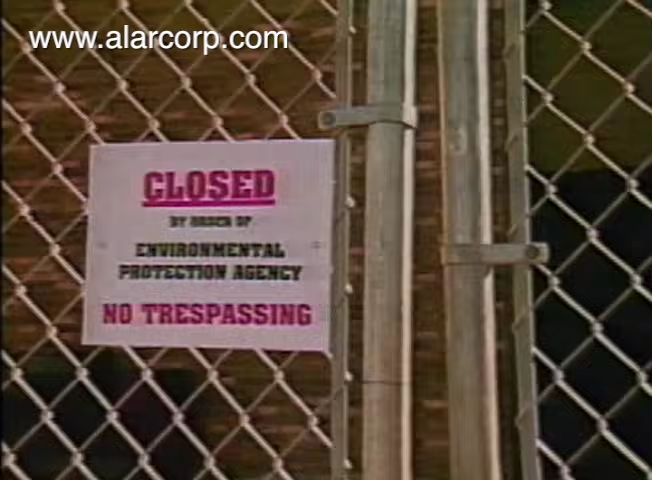 www.alarcorp.com
CLOSED
BY ORDER OF
ENVIRONMENTAL
PROTECTION AGENCY
NO TRESPASSING